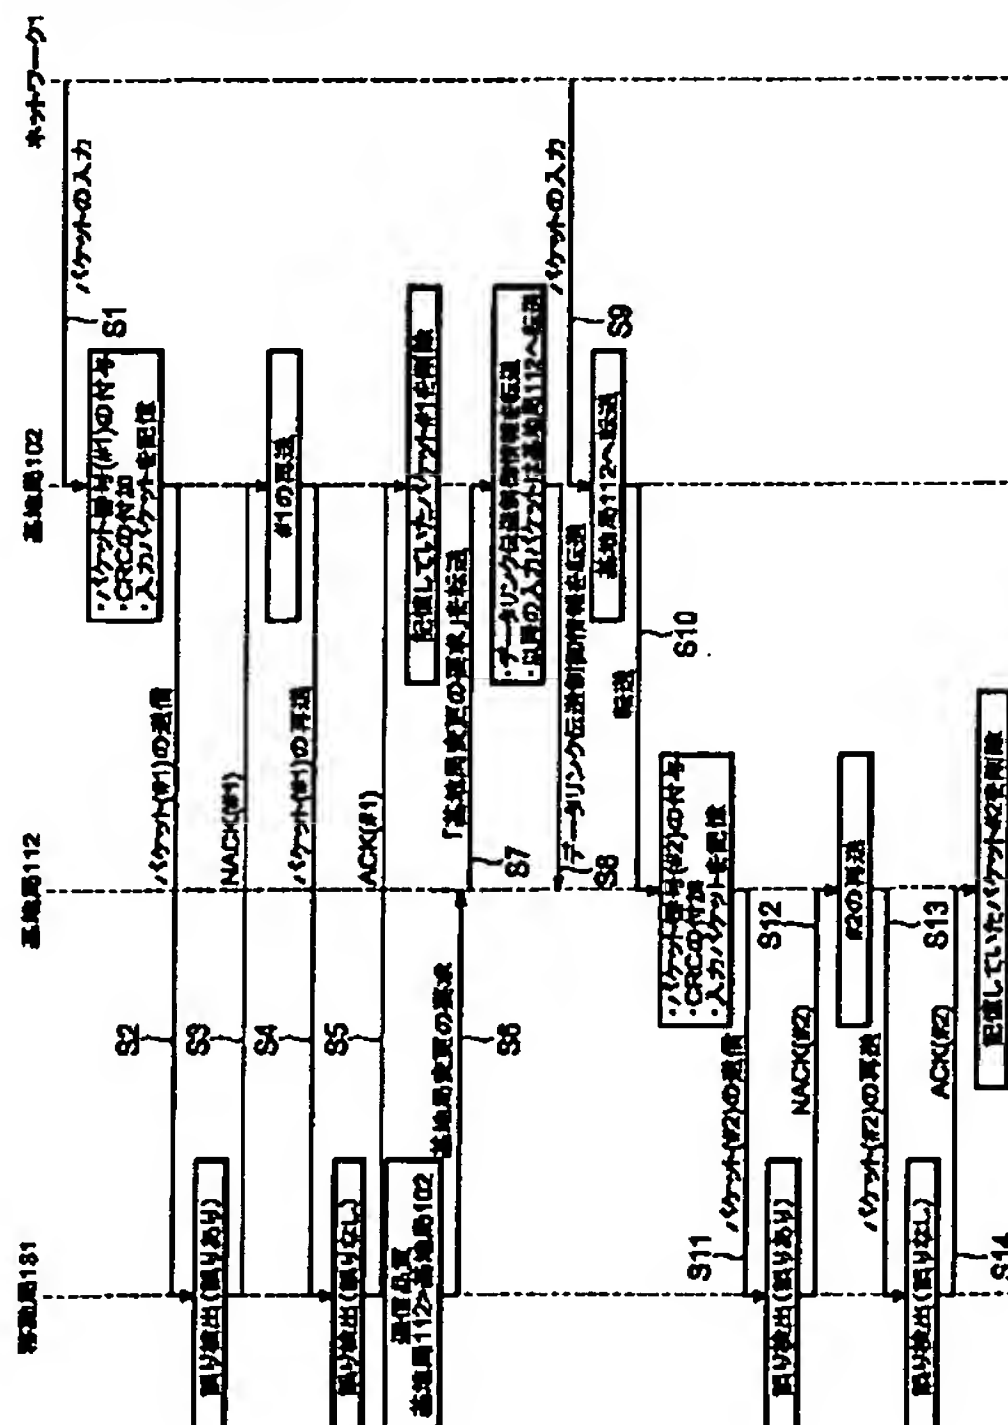 移動局181
基地局112
基地局102
ネットワーク1
パケットの入力
S1
・パケット番号(#1)の付与
・CRCの付加
・入力パケットを記憶
パケット(#1)の送信
S2
誤り検出(誤りあり)
NACK(#1)
S3
#1の再送
パケット(#1)の再送
S4
誤り検出(誤りなし)
ACK(#1)
S5
記憶していたパケット#1を削除
通信品質
基地局112>基地局102
基地局変更の要求
S6
「基地局変更の要求」を転送
S7
・データリンク伝送制御情報を転送
・以降の入力パケットは基地局112へ転送
データリンク伝送制御情報を転送
S8
パケットの入力
S9
基地局112へ転送
転送
S10
・パケット番号(#2)の付与
・CRCの付加
・入力パケットを記憶
パケット(#2)の送信
S11
誤り検出(誤りあり)
NACK(#2)
S12
#2の再送
パケット(#2)の再送
S13
誤り検出(誤りなし)
ACK(#2)
S14
記憶していたパケット#2を削除